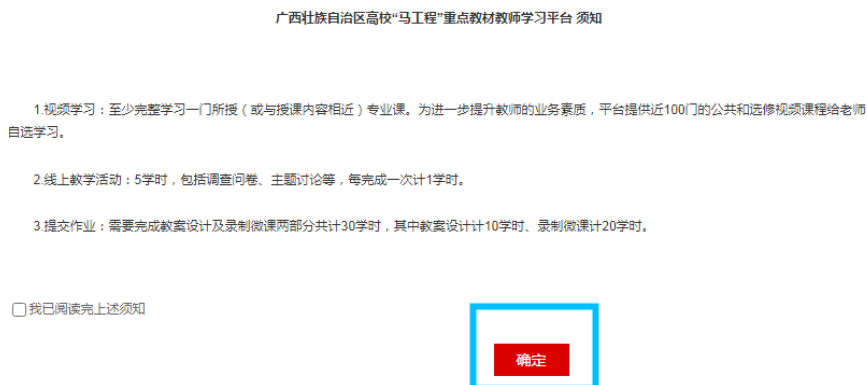 广西壮族自治区高校“马工程”重点教材教师学习平台 须知
1.视频学习：至少完整学习一门所授（或与授课内容相近）专业课。为进一步提升教师的业务素质，平台提供近100门的公共和选修视频课程给老师
自选学习。
2.线上教学活动：5学时，包括调查问卷、主题讨论等，每完成一次计1学时。
3.提交作业：需要完成教案设计及录制微课两部分共计30学时，其中教案设计计10学时、录制微课计20学时。
我已阅读完上述须知
确定